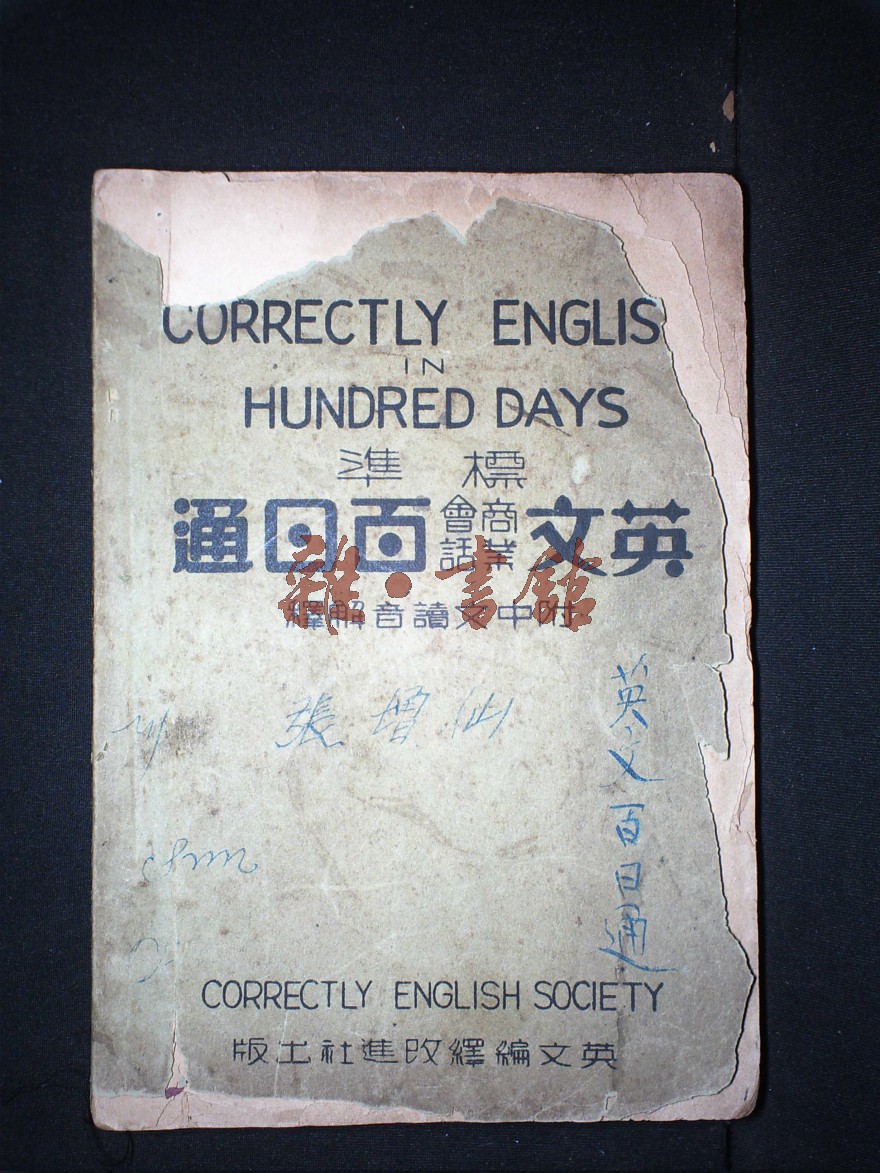 CORRECTLY ENGLIS
IN
HUNDRED DAYS
標準
英文商業會話百日通
附中文讀音解釋
雜·書館
張增仙
英文百日通
CORRECTLY ENGLISH SOCIETY
英文編繹改進社出版